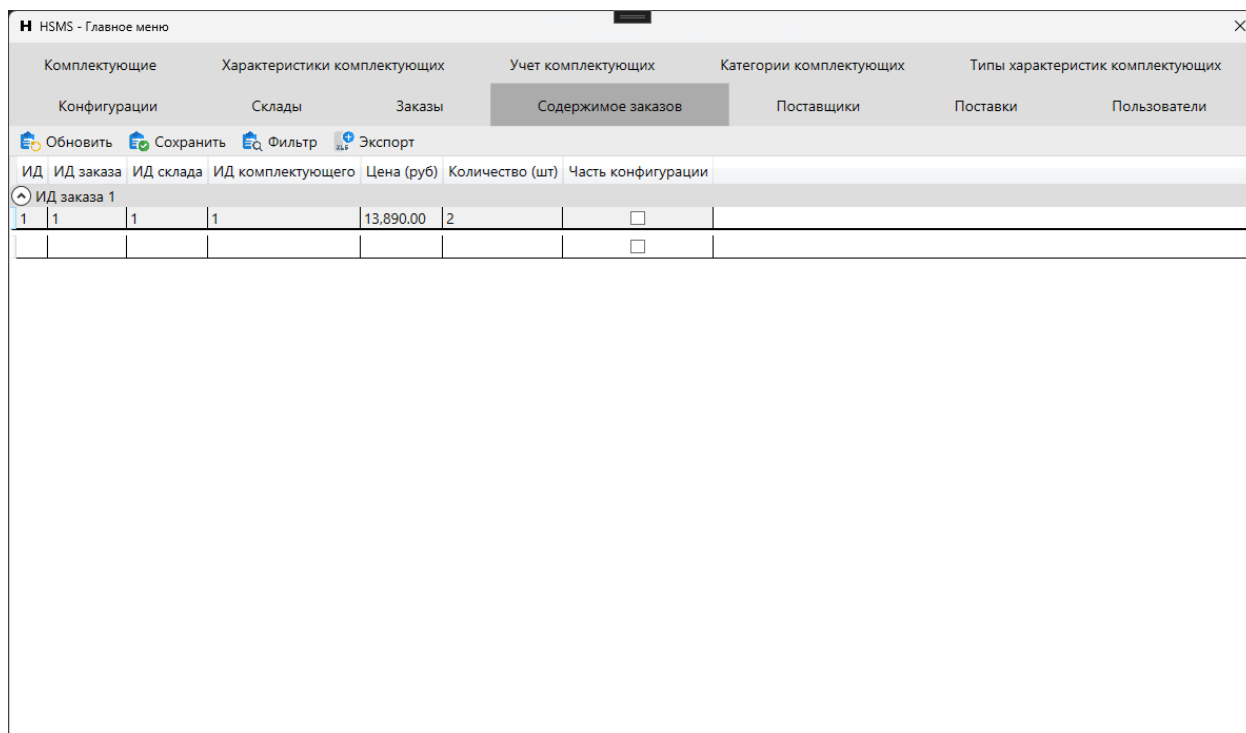 H HSMS - Главное меню
Комплектующие Характеристики комплектующих Учет комплектующих Категории комплектующих Типы характеристик комплектующих
Конфигурации Склады Заказы Содержимое заказов Поставщики Поставки Пользователи
Обновить Сохранить Фильтр XLF Экспорт
ИД ИД заказа ИД склада ИД комплектующего Цена (руб) Количество (шт) Часть конфигурации
ИД заказа 1
1 1 1 1 13,890.00 2